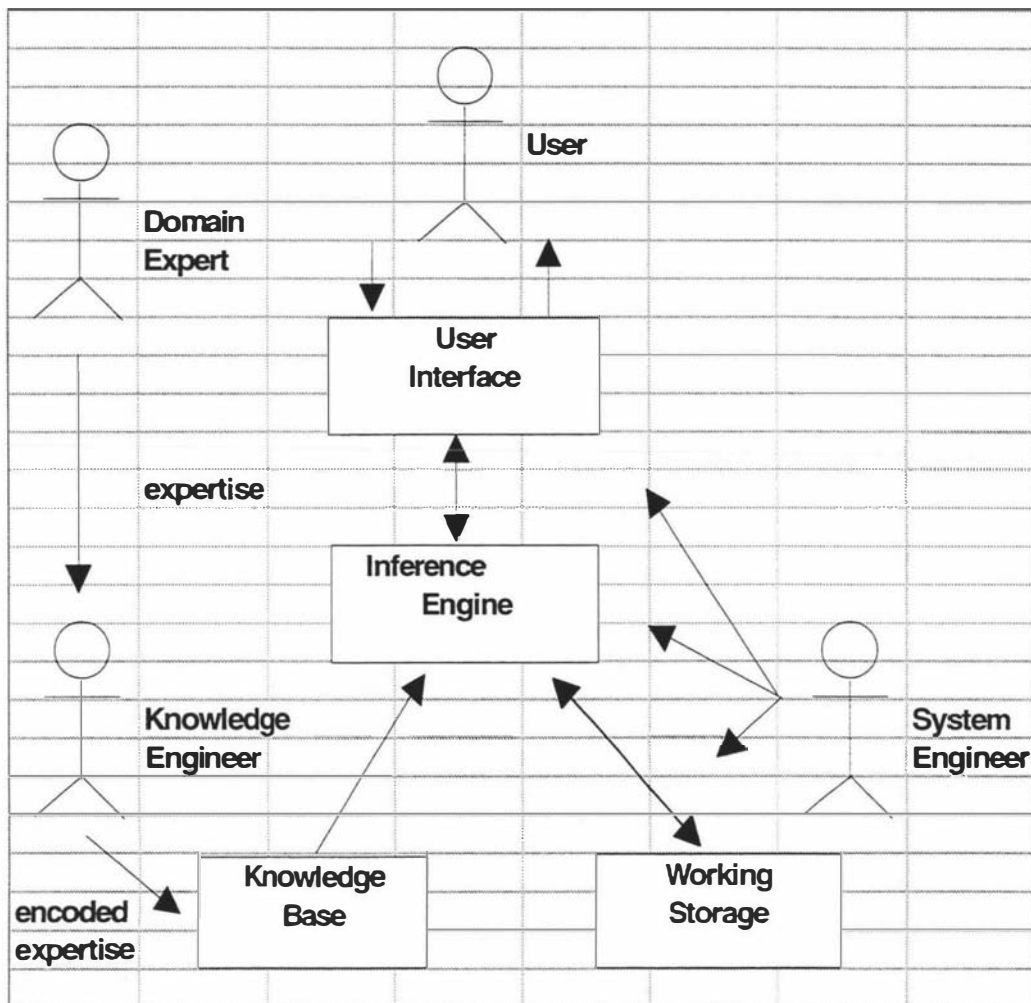 User
Domain
Expert
User
Interface
expertise
Inference
Engine
Knowledge
Engineer
System
Engineer
Knowledge
Base
Working
Storage
encoded
expertise